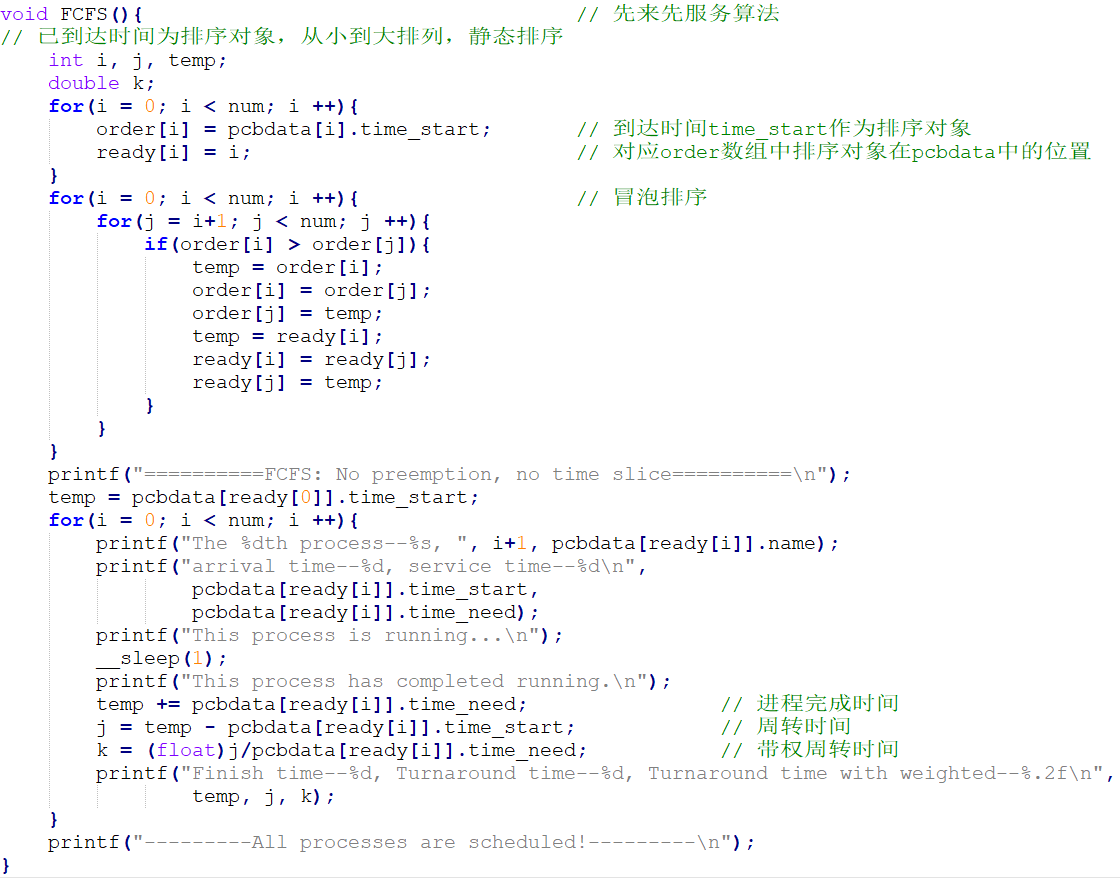 void FCFS(){                                    // 先来先服务算法
// 已到达时间为排序对象，从小到大排列，静态排序
    int i, j, temp;
    double k;
    for(i = 0; i < num; i ++){
        order[i] = pcbdata[i].time_start;       // 到达时间time_start作为排序对象
        ready[i] = i;                           // 对应order数组中排序对象在pcbdata中的位置
    }
    for(i = 0; i < num; i ++){                  // 冒泡排序
        for(j = i+1; j < num; j ++){
            if(order[i] > order[j]){
                temp = order[i];
                order[i] = order[j];
                order[j] = temp;
                temp = ready[i];
                ready[i] = ready[j];
                ready[j] = temp;
            }
        }
    }
    printf("==========FCFS: No preemption, no time slice==========\n");
    temp = pcbdata[ready[0]].time_start;
    for(i = 0; i < num; i ++){
        printf("The %dth process--%s, ", i+1, pcbdata[ready[i]].name);
        printf("arrival time--%d, service time--%d\n",
                pcbdata[ready[i]].time_start,
                pcbdata[ready[i]].time_need);
        printf("This process is running...\n");
        __sleep(1);
        printf("This process has completed running.\n");
        temp += pcbdata[ready[i]].time_need;                // 进程完成时间
        j = temp - pcbdata[ready[i]].time_start;            // 周转时间
        k = (float)j/pcbdata[ready[i]].time_need;           // 带权周转时间
        printf("Finish time--%d, Turnaround time--%d, Turnaround time with weighted--%.2f\n",
                temp, j, k);
    }
    printf("---------All processes are scheduled!---------\n");
}